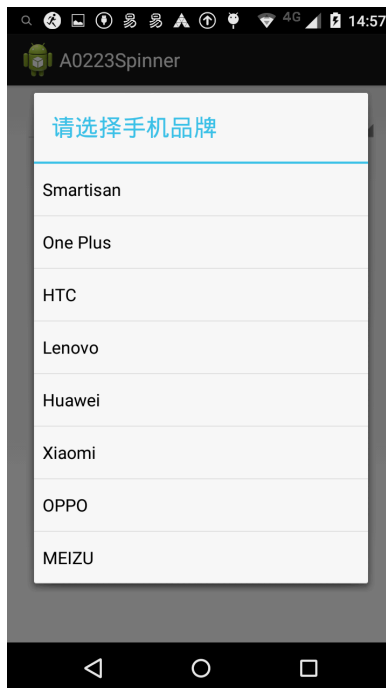 4G 14:57
A0223Spinner
请选择手机品牌
Smartisan
One Plus
HTC
Lenovo
Huawei
Xiaomi
OPPO
MEIZU